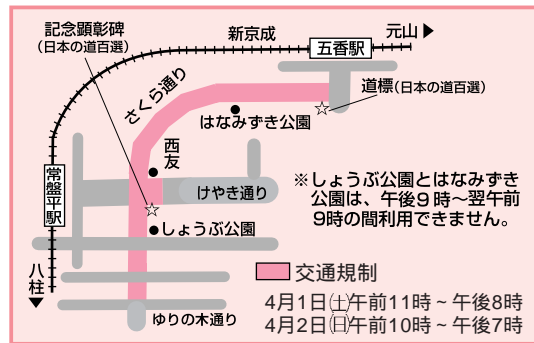 記念顕彰碑
(日本の道百選)
新京成
元山▶
五香駅
さくら通り
道標(日本の道百選)
はなみずき公園
西友
常盤平駅
けやき通り
※しょうぶ公園とはなみずき
公園は、午後9時～翌午前
9時の間利用できません。
しょうぶ公園
八柱
▼
交通規制
4月1日㈯午前11時～午後8時
4月2日㈰午前10時～午後7時
ゆりの木通り